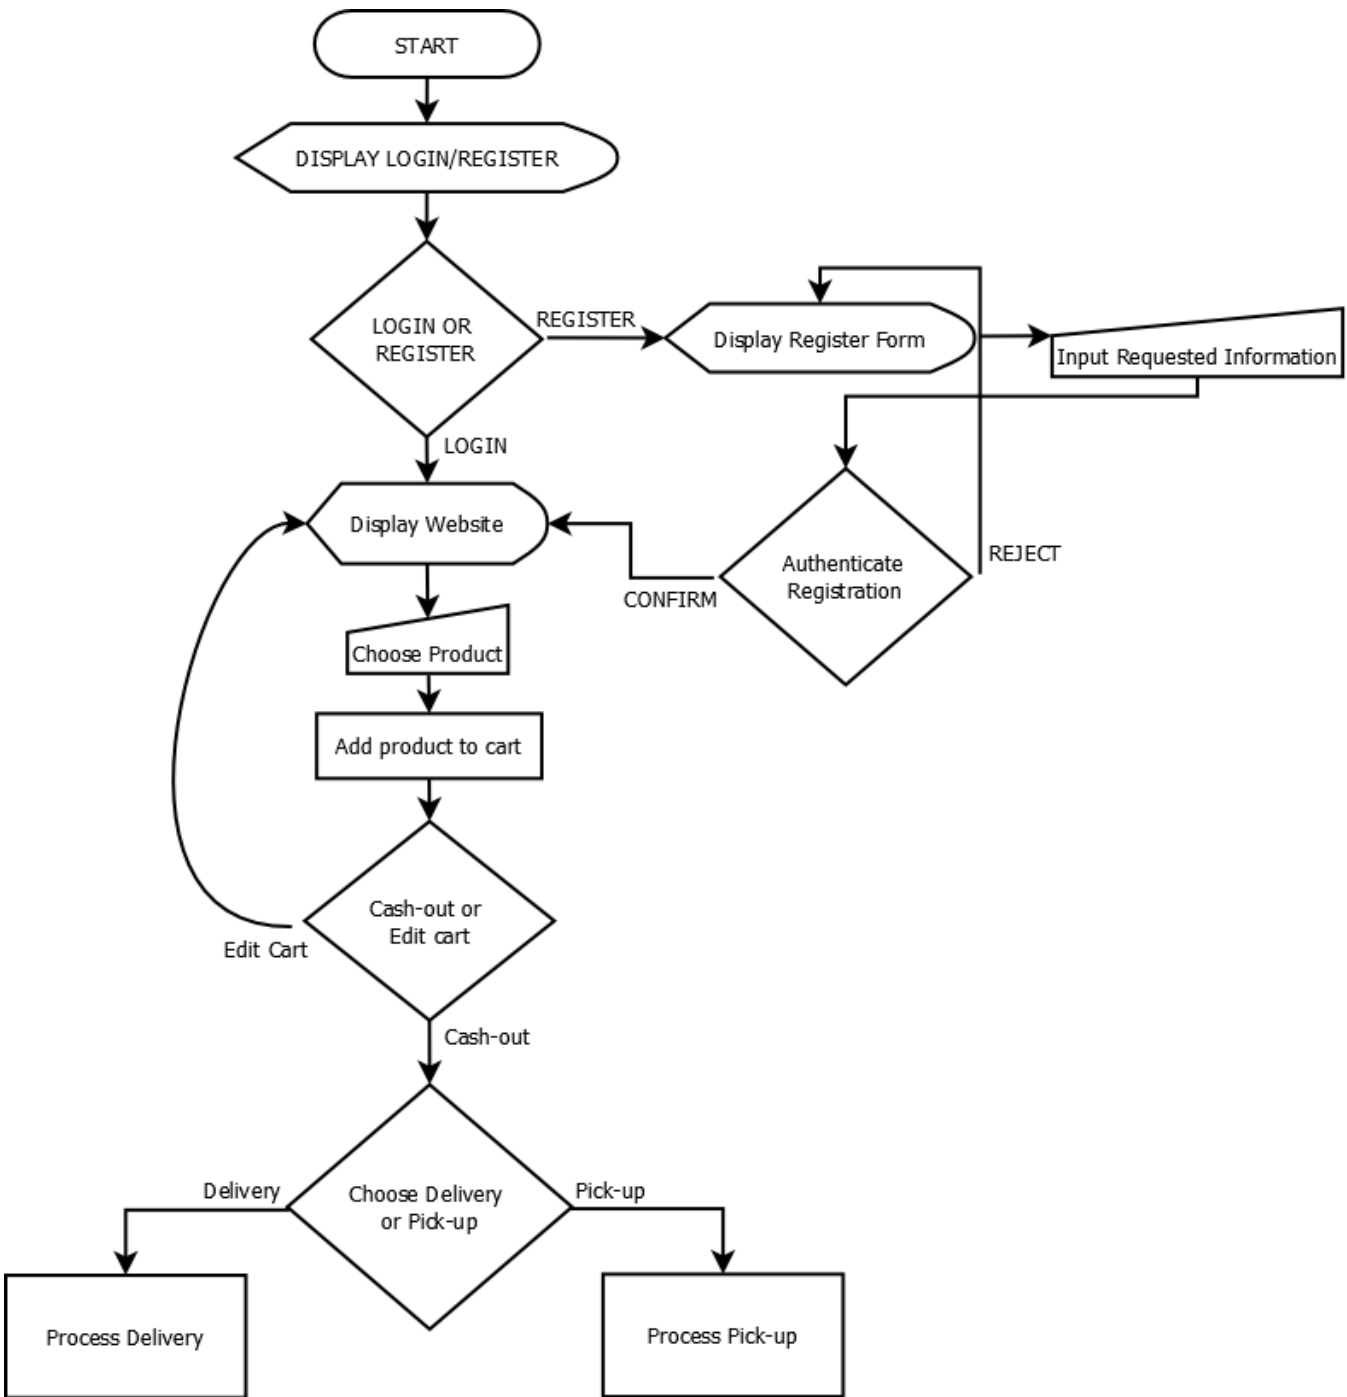 START
DISPLAY LOGIN/REGISTER
LOGIN OR
REGISTER
REGISTER
Display Register Form
Input Requested Information
LOGIN
Display Website
Authenticate
Registration
REJECT
CONFIRM
Choose Product
Add product to cart
Cash-out or
Edit cart
Edit Cart
Cash-out
Choose Delivery
or Pick-up
Delivery
Pick-up
Process Delivery
Process Pick-up